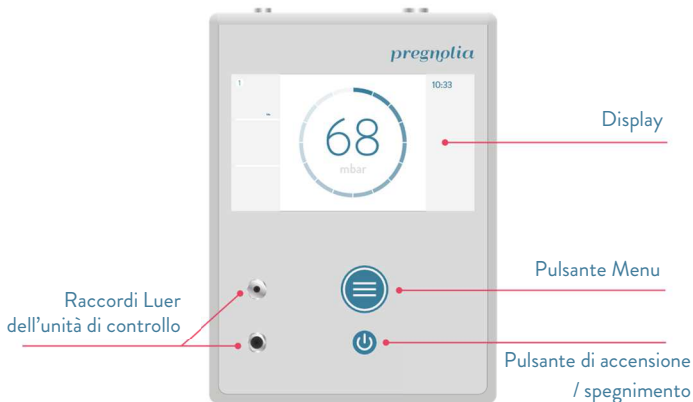 pregnolia
1
10:33
68
mbar
Display
Pulsante Menu
Raccordi Luer
dell'unità di controllo
Pulsante di accensione
/ spegnimento